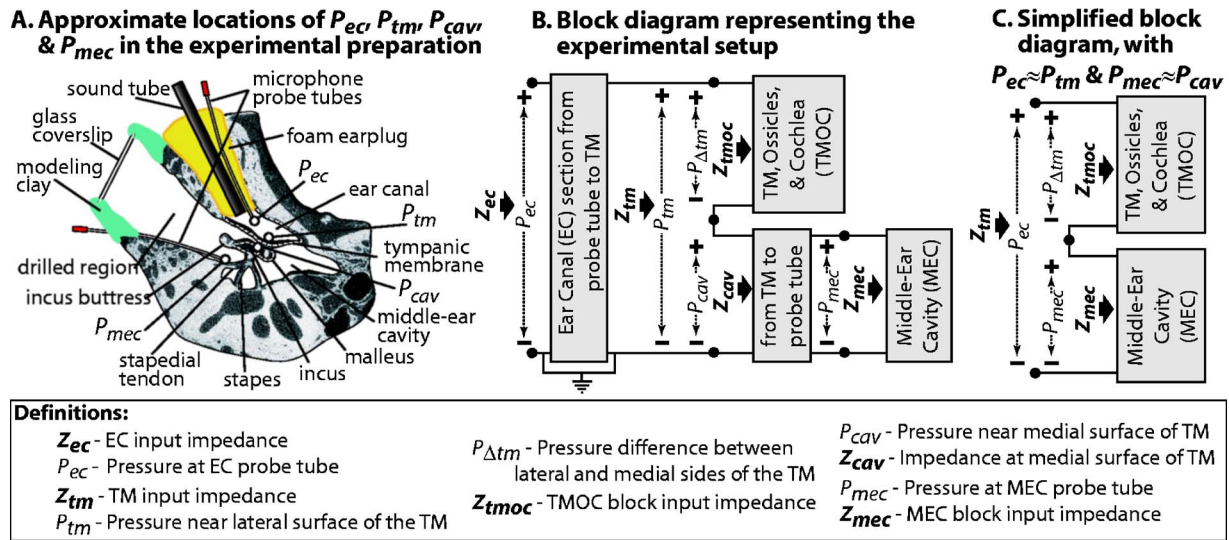 A. Approximate locations of Pec, Ptm, Pcav,
& Pmec in the experimental preparation
sound tube
microphone
probe tubes
glass
coverslip
foam earplug
modeling
clay
Pec
ear canal
Ptm
tympanic
membrane
drilled region
incus buttress
Pcav
middle-ear
cavity
Pmec
malleus
stapedial
tendon
stapes
incus
B. Block diagram representing the
experimental setup
Zec
Pec
Ear Canal (EC) section from
probe tube to TM
Ztm
Ptm
PΔtm
Ztmoc
TM, Ossicles,
& Cochlea
(TMOC)
Pcav
Zcav
from TM to
probe tube
Pmec
Zmec
Middle-Ear
Cavity (MEC)
C. Simplified block
diagram, with
Pec≈Ptm & Pmec≈Pcav
Ztm
Pec
PΔtm
Ztmoc
TM, Ossicles,
& Cochlea
(TMOC)
Pmec
Zmec
Middle-Ear
Cavity
(MEC)
Definitions:
Zec - EC input impedance
Pec - Pressure at EC probe tube
Ztm - TM input impedance
Ptm - Pressure near lateral surface of the TM
PΔtm - Pressure difference between
lateral and medial sides of the TM
Ztmoc - TMOC block input impedance
Pcav - Pressure near medial surface of TM
Zcav - Impedance at medial surface of TM
Pmec - Pressure at MEC probe tube
Zmec - MEC block input impedance